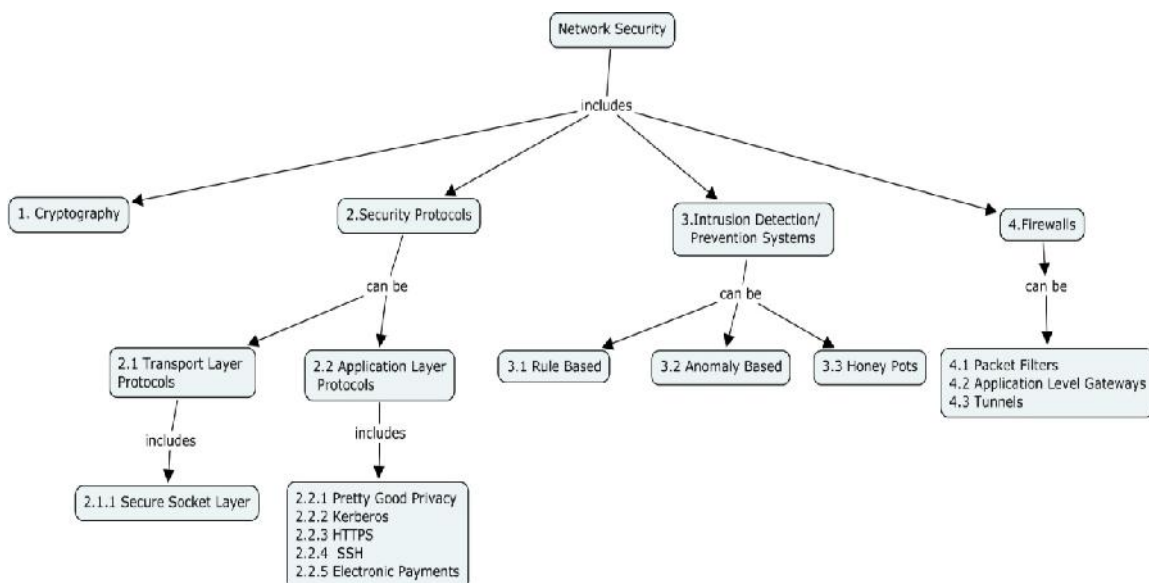 Network Security
includes
1. Cryptography
2.Security Protocols
3.Intrusion Detection/
Prevention Systems
4.Firewalls
can be
can be
can be
2.1 Transport Layer
Protocols
2.2 Application Layer
Protocols
3.1 Rule Based
3.2 Anomaly Based
3.3 Honey Pots
4.1 Packet Filters
4.2 Application Level Gateways
4.3 Tunnels
includes
includes
2.1.1 Secure Socket Layer
2.2.1 Pretty Good Privacy
2.2.2 Kerberos
2.2.3 HTTPS
2.2.4 SSH
2.2.5 Electronic Payments